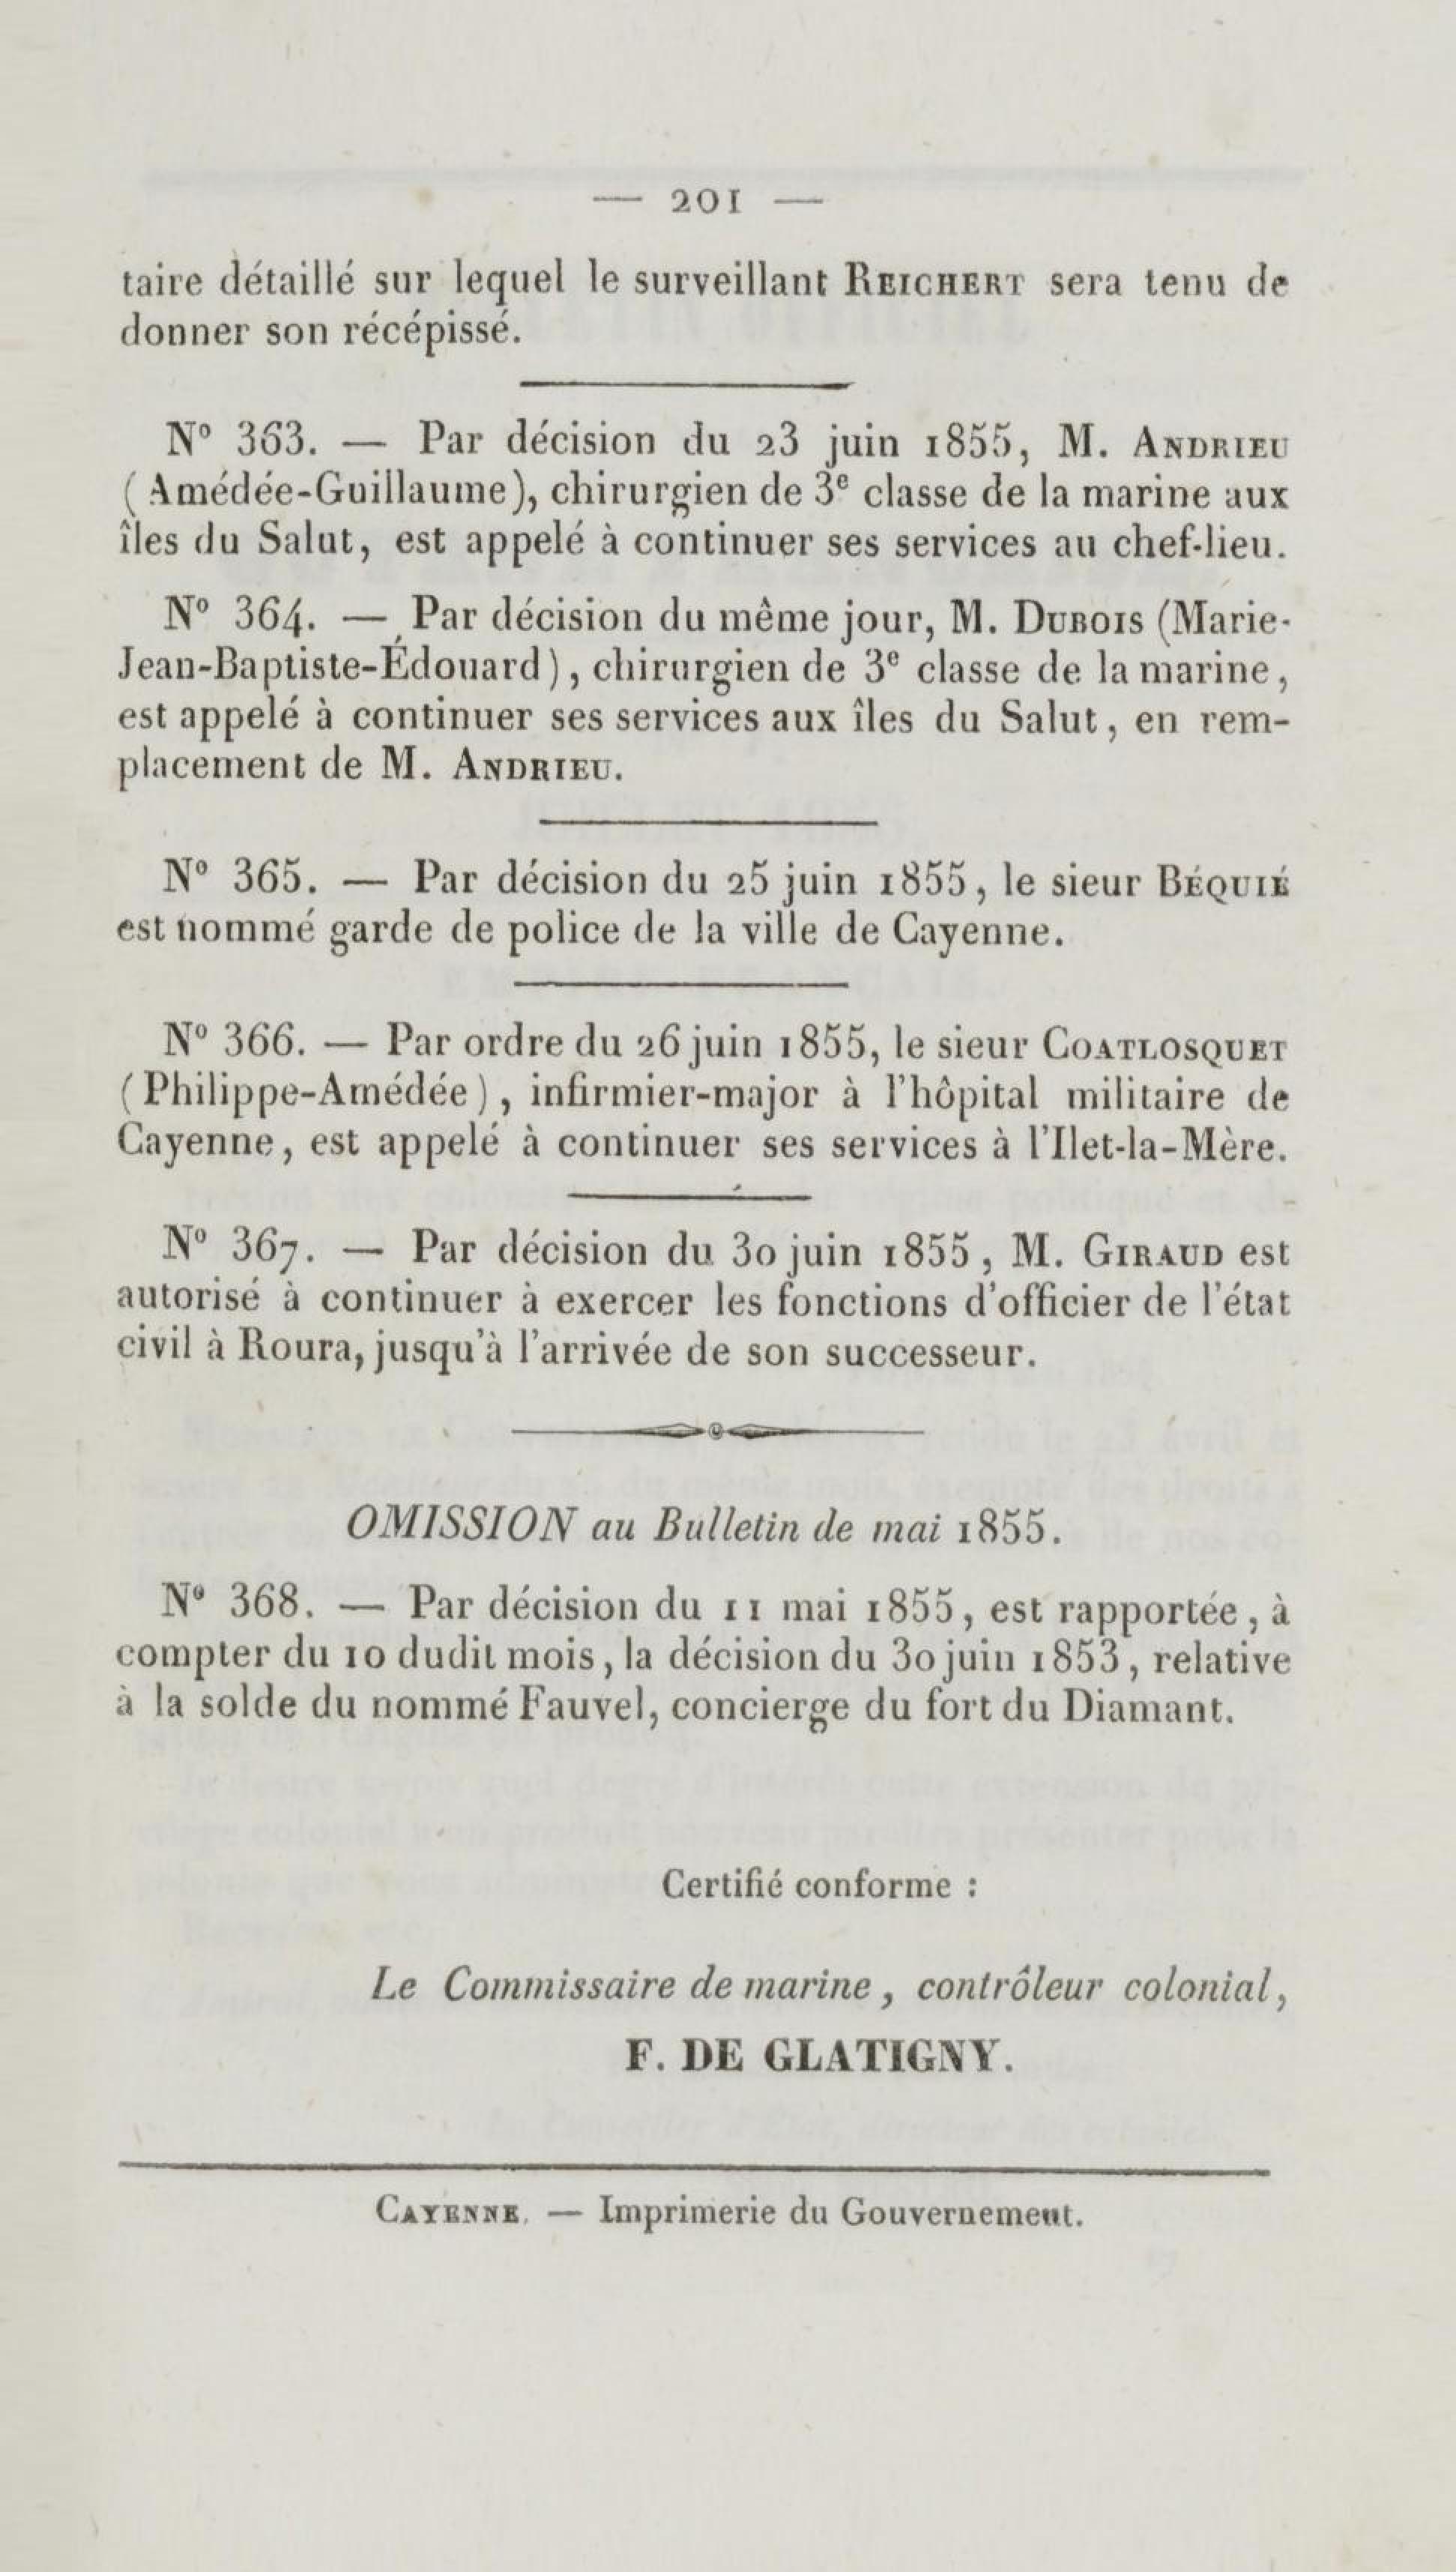 — 201 —
taire détaillé sur lequel le surveillant REICHERT sera tenu de
donner son récépissé.
N° 363. — Par décision du 23 juin 1855, M. ANDRIEU
(Amédée-Guillaume), chirurgien de 3e classe de la marine aux
îles du Salut, est appelé à continuer ses services au chef-lieu.
N° 364. — Par décision du même jour, M. DUBOIS (Marie-
Jean-Baptiste-Édouard), chirurgien de 3e classe de la marine,
est appelé à continuer ses services aux îles du Salut, en rem-
placement de M. ANDRIEU.
N° 365. — Par décision du 25 juin 1855, le sieur BÉQUIÉ
est nommé garde de police de la ville de Cayenne.
N° 366. — Par ordre du 26 juin 1855, le sieur COATLOSQUET
(Philippe-Amédée), infirmier-major à l'hôpital militaire de
Cayenne, est appelé à continuer ses services à l'Ilet-la-Mère.
N° 367. — Par décision du 30 juin 1855, M. GIRAUD est
autorisé à continuer à exercer les fonctions d'officier de l'état
civil à Roura, jusqu'à l'arrivée de son successeur.
OMISSION au Bulletin de mai 1855.
N° 368. — Par décision du 11 mai 1855, est rapportée, à
compter du 10 dudit mois, la décision du 30 juin 1853, relative
à la solde du nommé Fauvel, concierge du fort du Diamant.
Certifié conforme :
Le Commissaire de marine, contrôleur colonial,
F. DE GLATIGNY.
CAYENNE. — Imprimerie du Gouvernement.